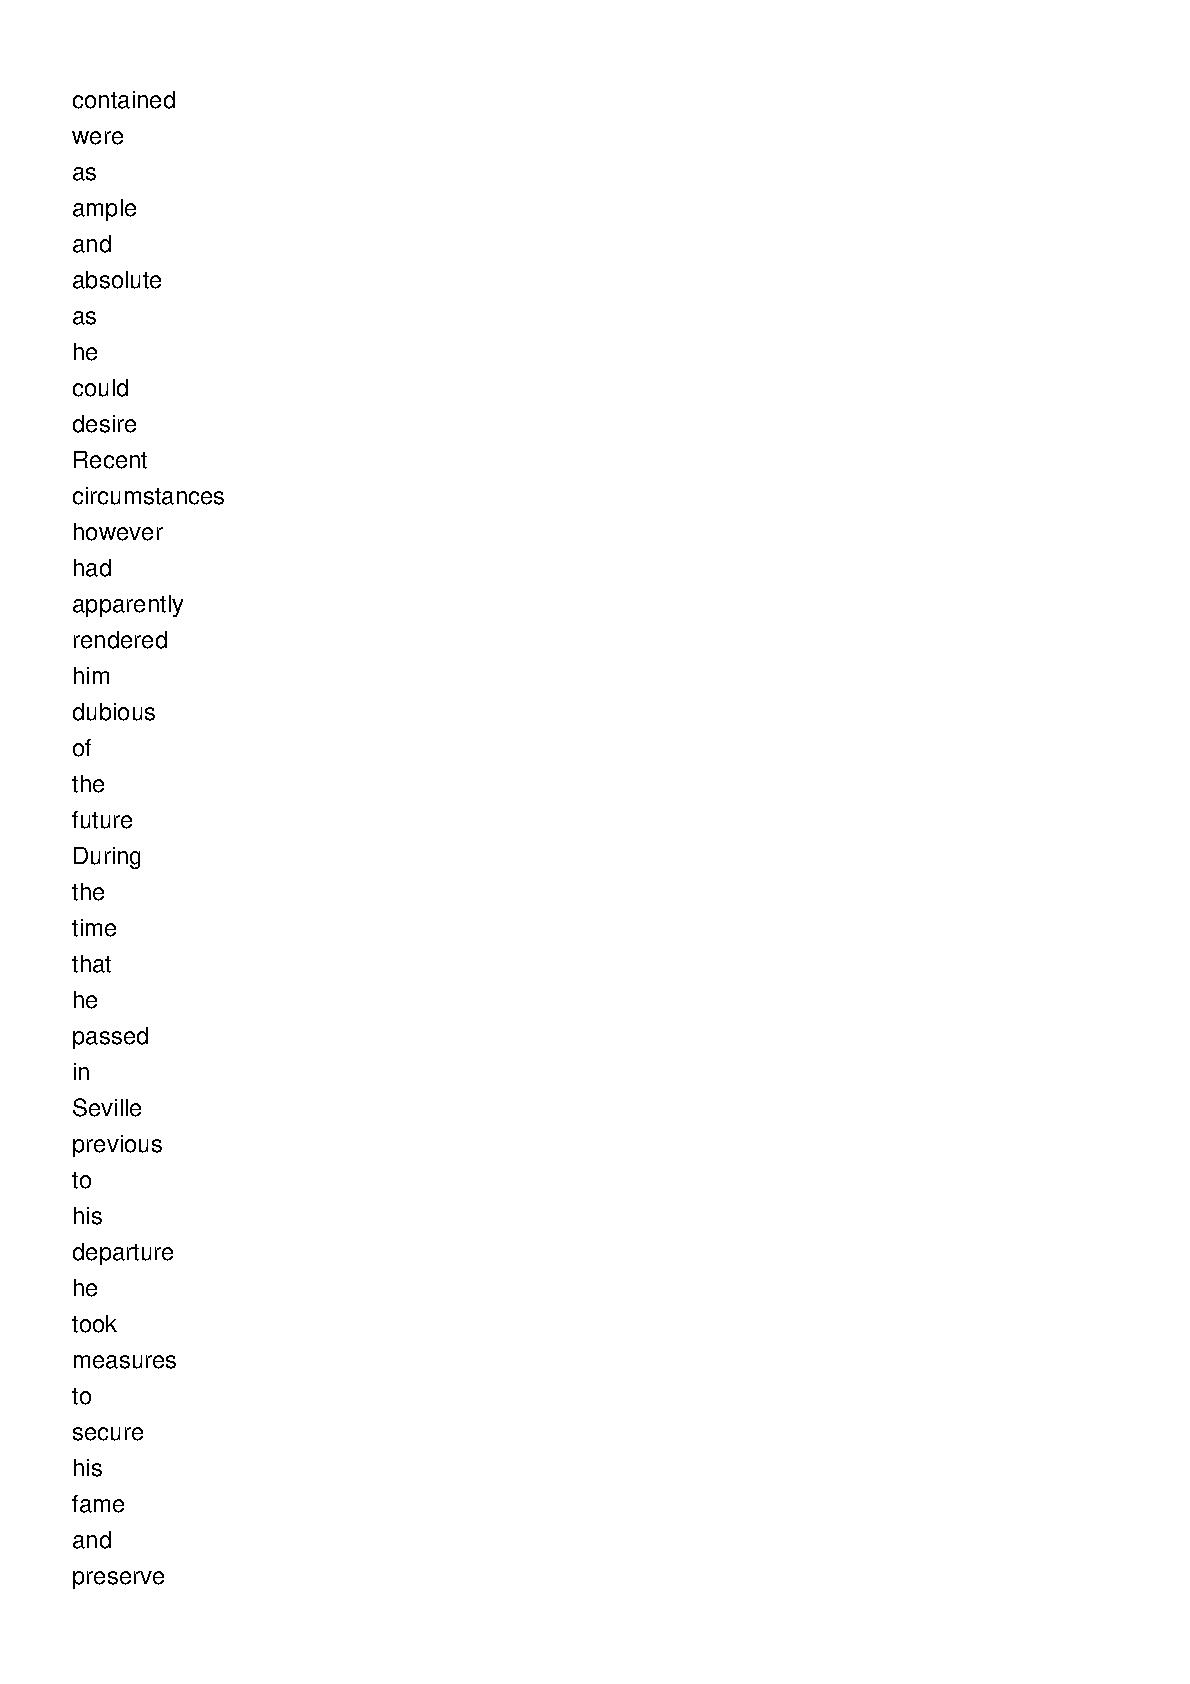 contained
were
as
ample
and
absolute
as
he
could
desire
Recent
circumstances
however
had
apparently
rendered
him
dubious
of
the
future
During
the
time
that
he
passed
in
Seville
previous
to
his
departure
he
took
measures
to
secure
his
fame
and
preserve